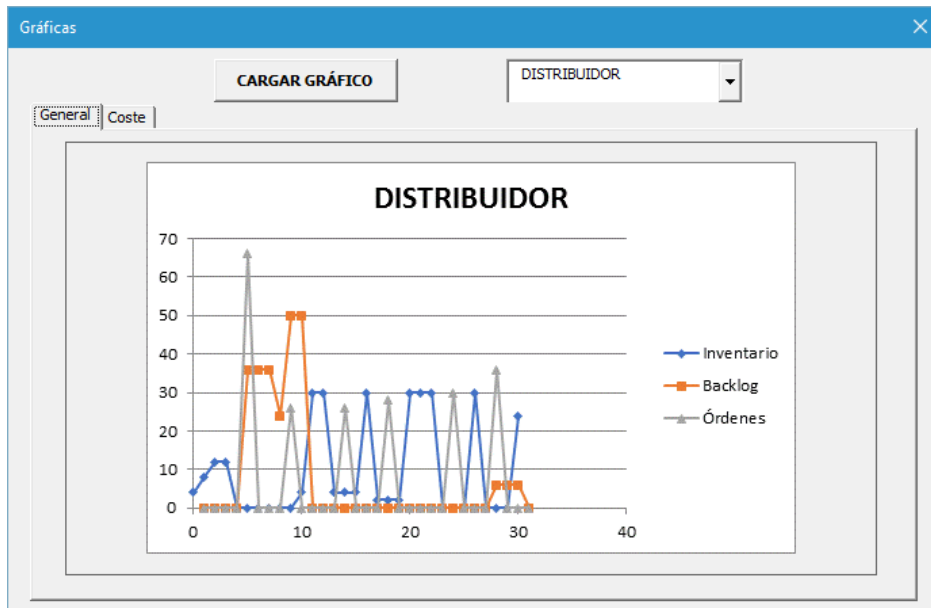 Gráficas
CARGAR GRÁFICO
DISTRIBUIDOR
General
Coste
DISTRIBUIDOR
70
60
50
40
30
20
10
0
0
10
20
30
40
Inventario
Backlog
Órdenes